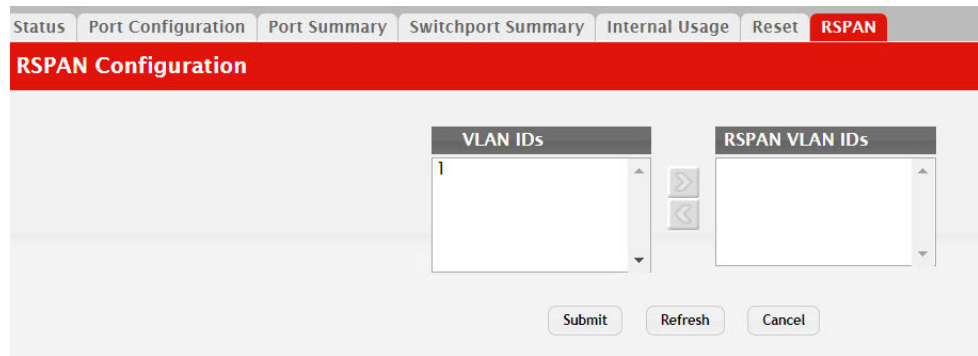 Status Port Configuration Port Summary Switchport Summary Internal Usage Reset RSPAN
RSPAN Configuration
VLAN IDs RSPAN VLAN IDs
1
Submit Refresh Cancel